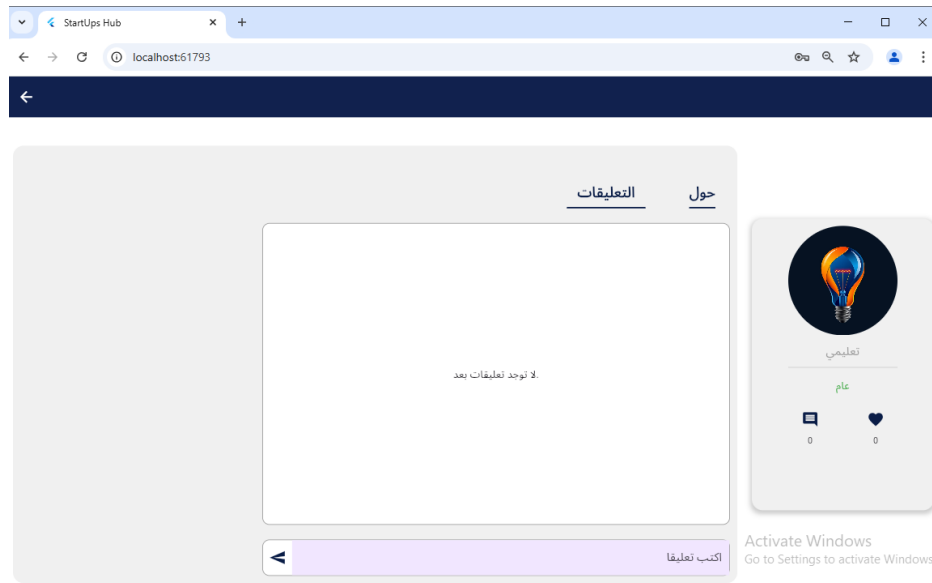 StartUps Hub
localhost:61793
حول
التعليقات
لا توجد تعليقات بعد.
اكتب تعليقا
تعليمي
عام
0
0
Activate Windows
Go to Settings to activate Windows